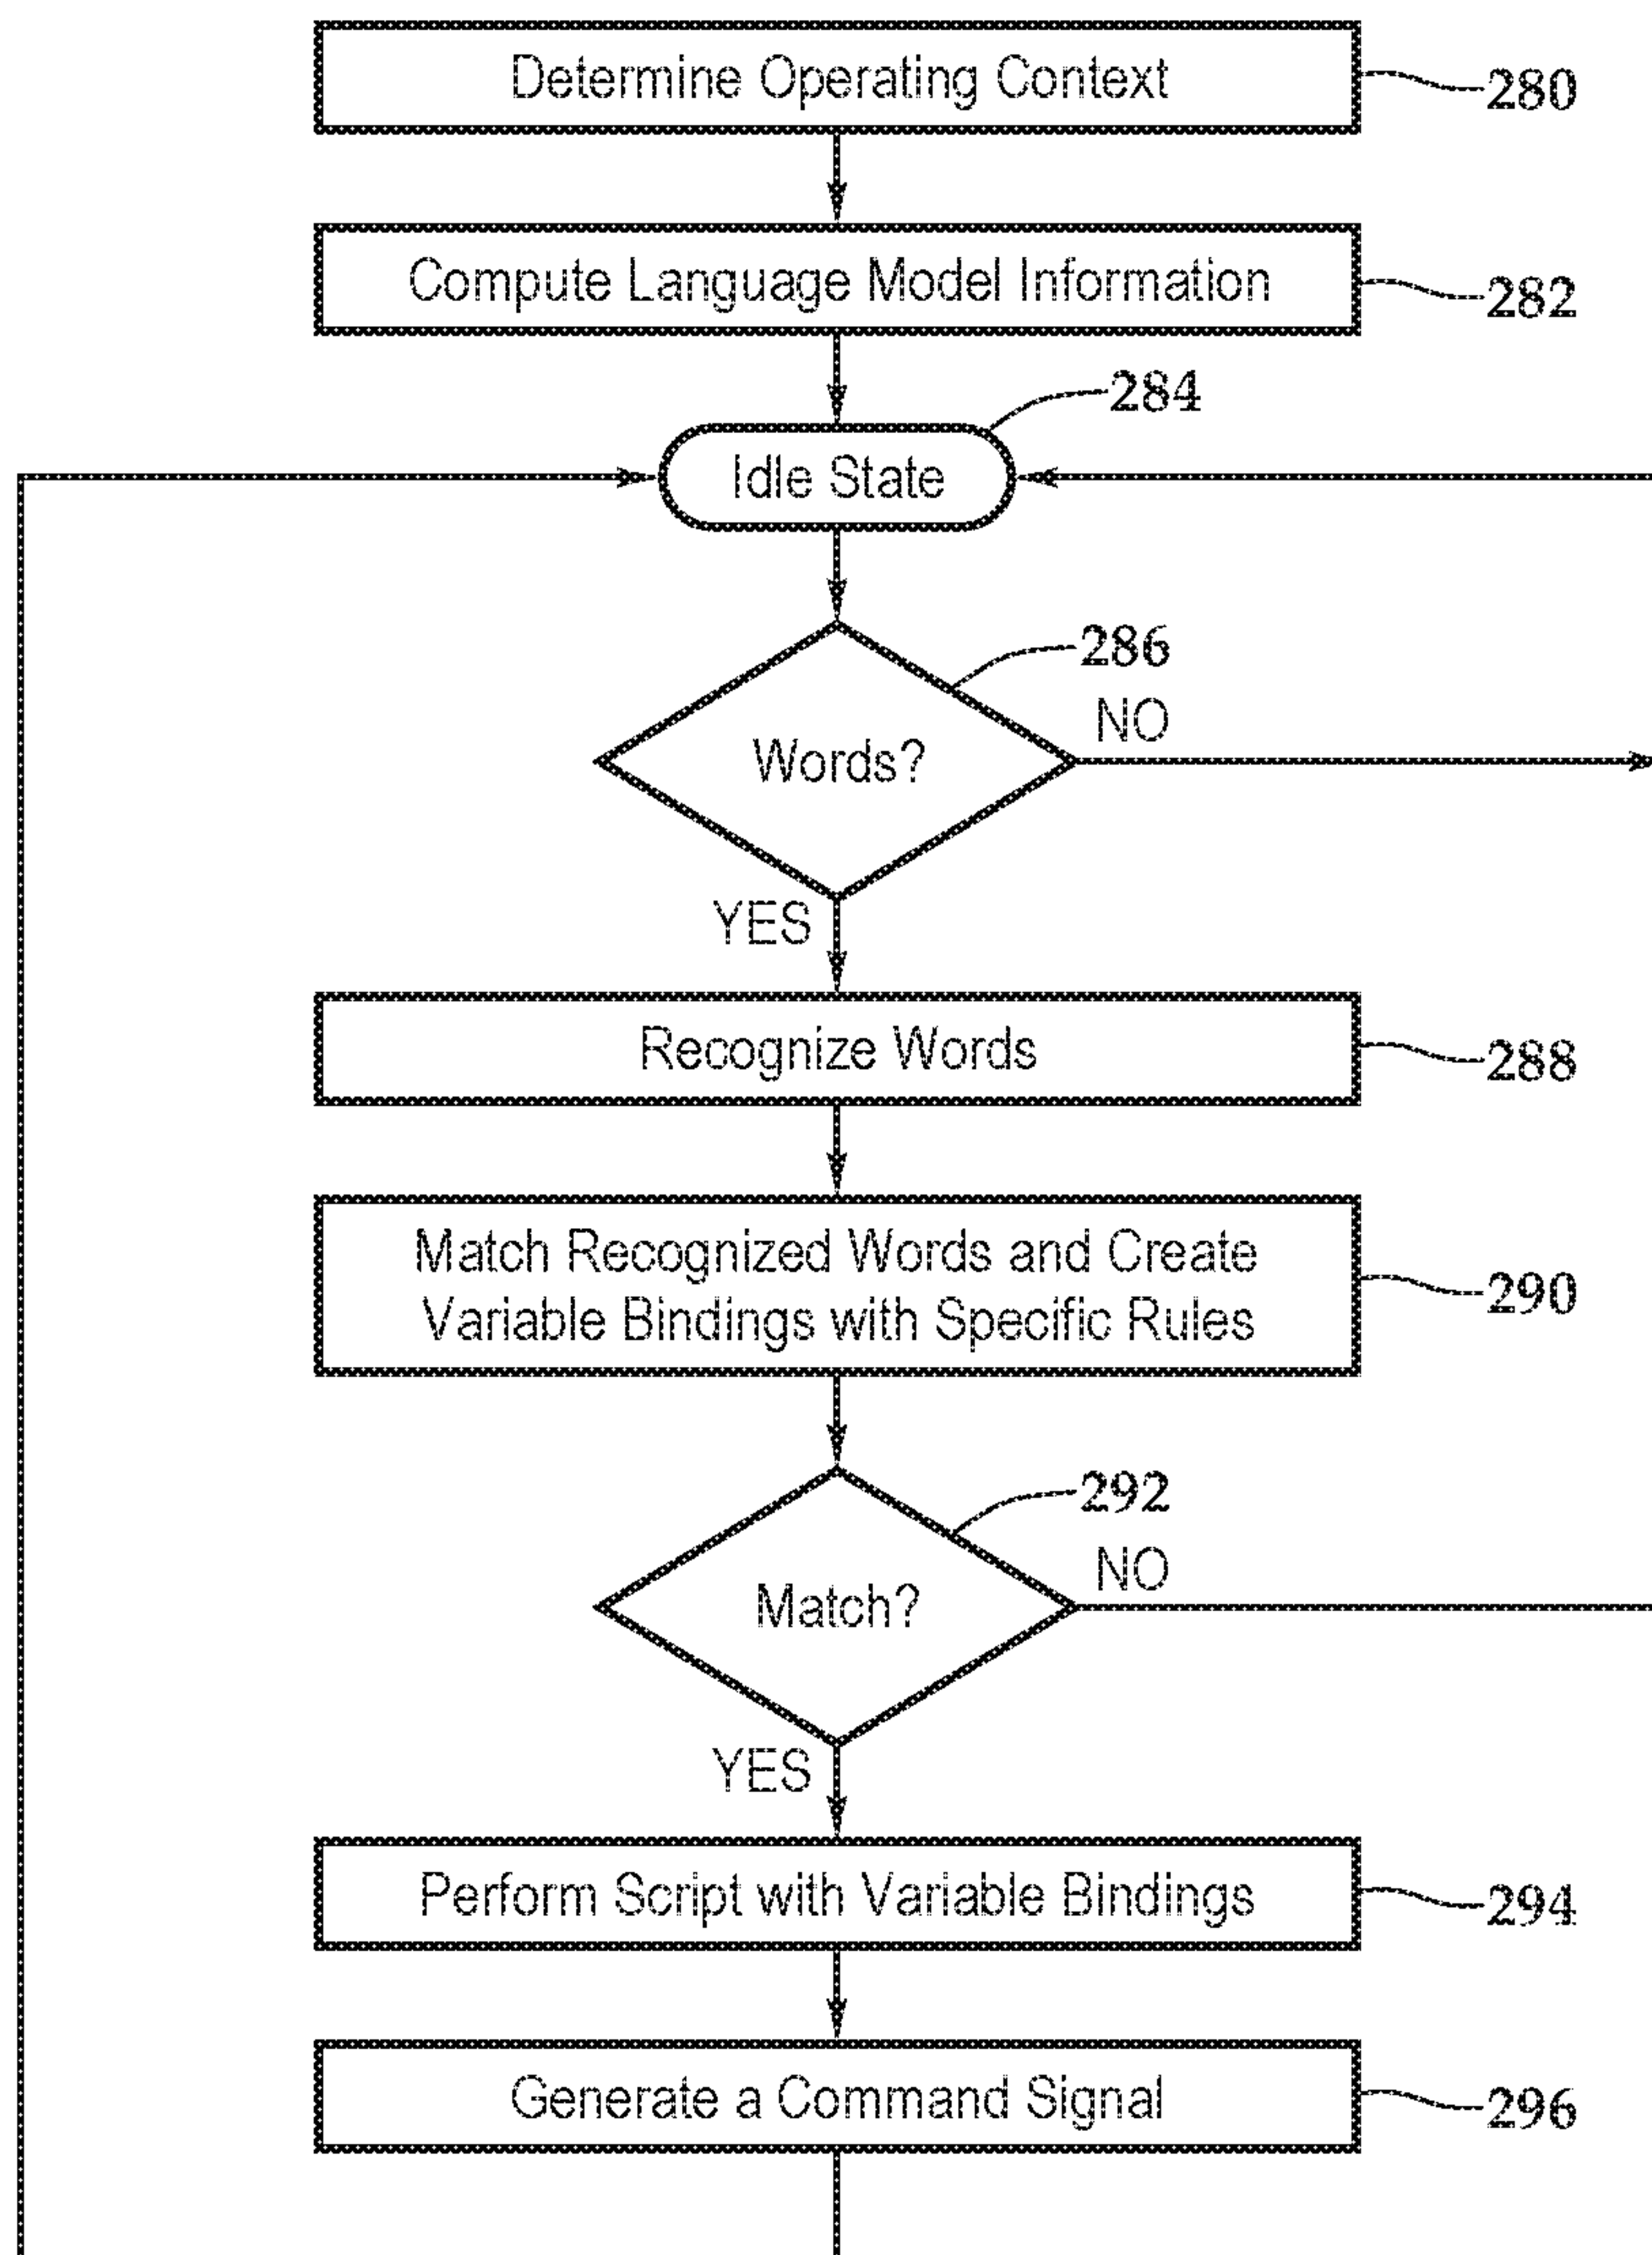 Determine Operating Context
280
Compute Language Model Information
282
284
Idle State
286
NO
Words?
YES
Recognize Words
288
Match Recognized Words and Create
Variable Bindings with Specific Rules
290
292
NO
Match?
YES
Perform Script with Variable Bindings
294
Generate a Command Signal
296